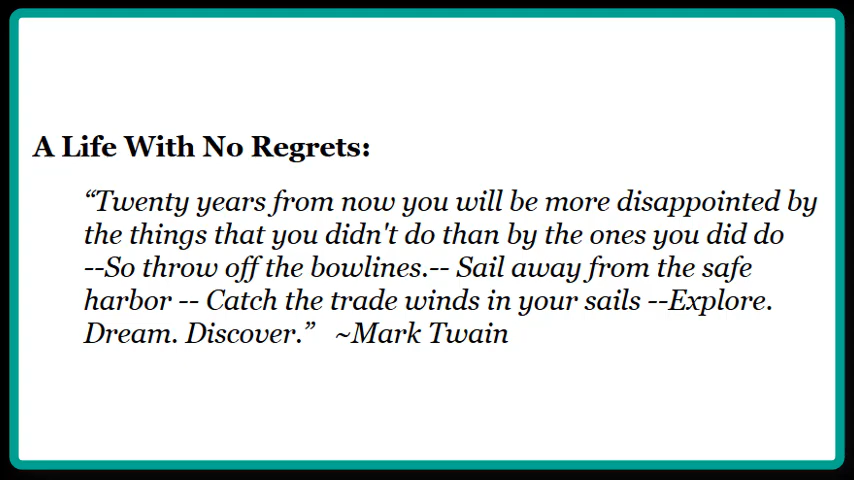 A Life With No Regrets:
“Twenty years from now you will be more disappointed by
the things that you didn't do than by the ones you did do
--So throw off the bowlines.-- Sail away from the safe
harbor -- Catch the trade winds in your sails --Explore.
Dream. Discover.” ~Mark Twain